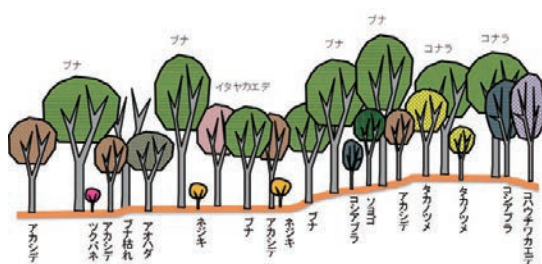 ブナ
ブナ
イタヤカエデ
ブナ
ブナ
コナラ
コナラ
アカシデ
ツクバネ
アカシデ
ブナ枯れ
アオハダ
ネジキ
ブナ
アカシデ
ネジキ
ブナ
コシアブラ
ソヨゴ
アカシデ
タカノツメ
タカノツメ
コシアブラ
コハウチワカエデ